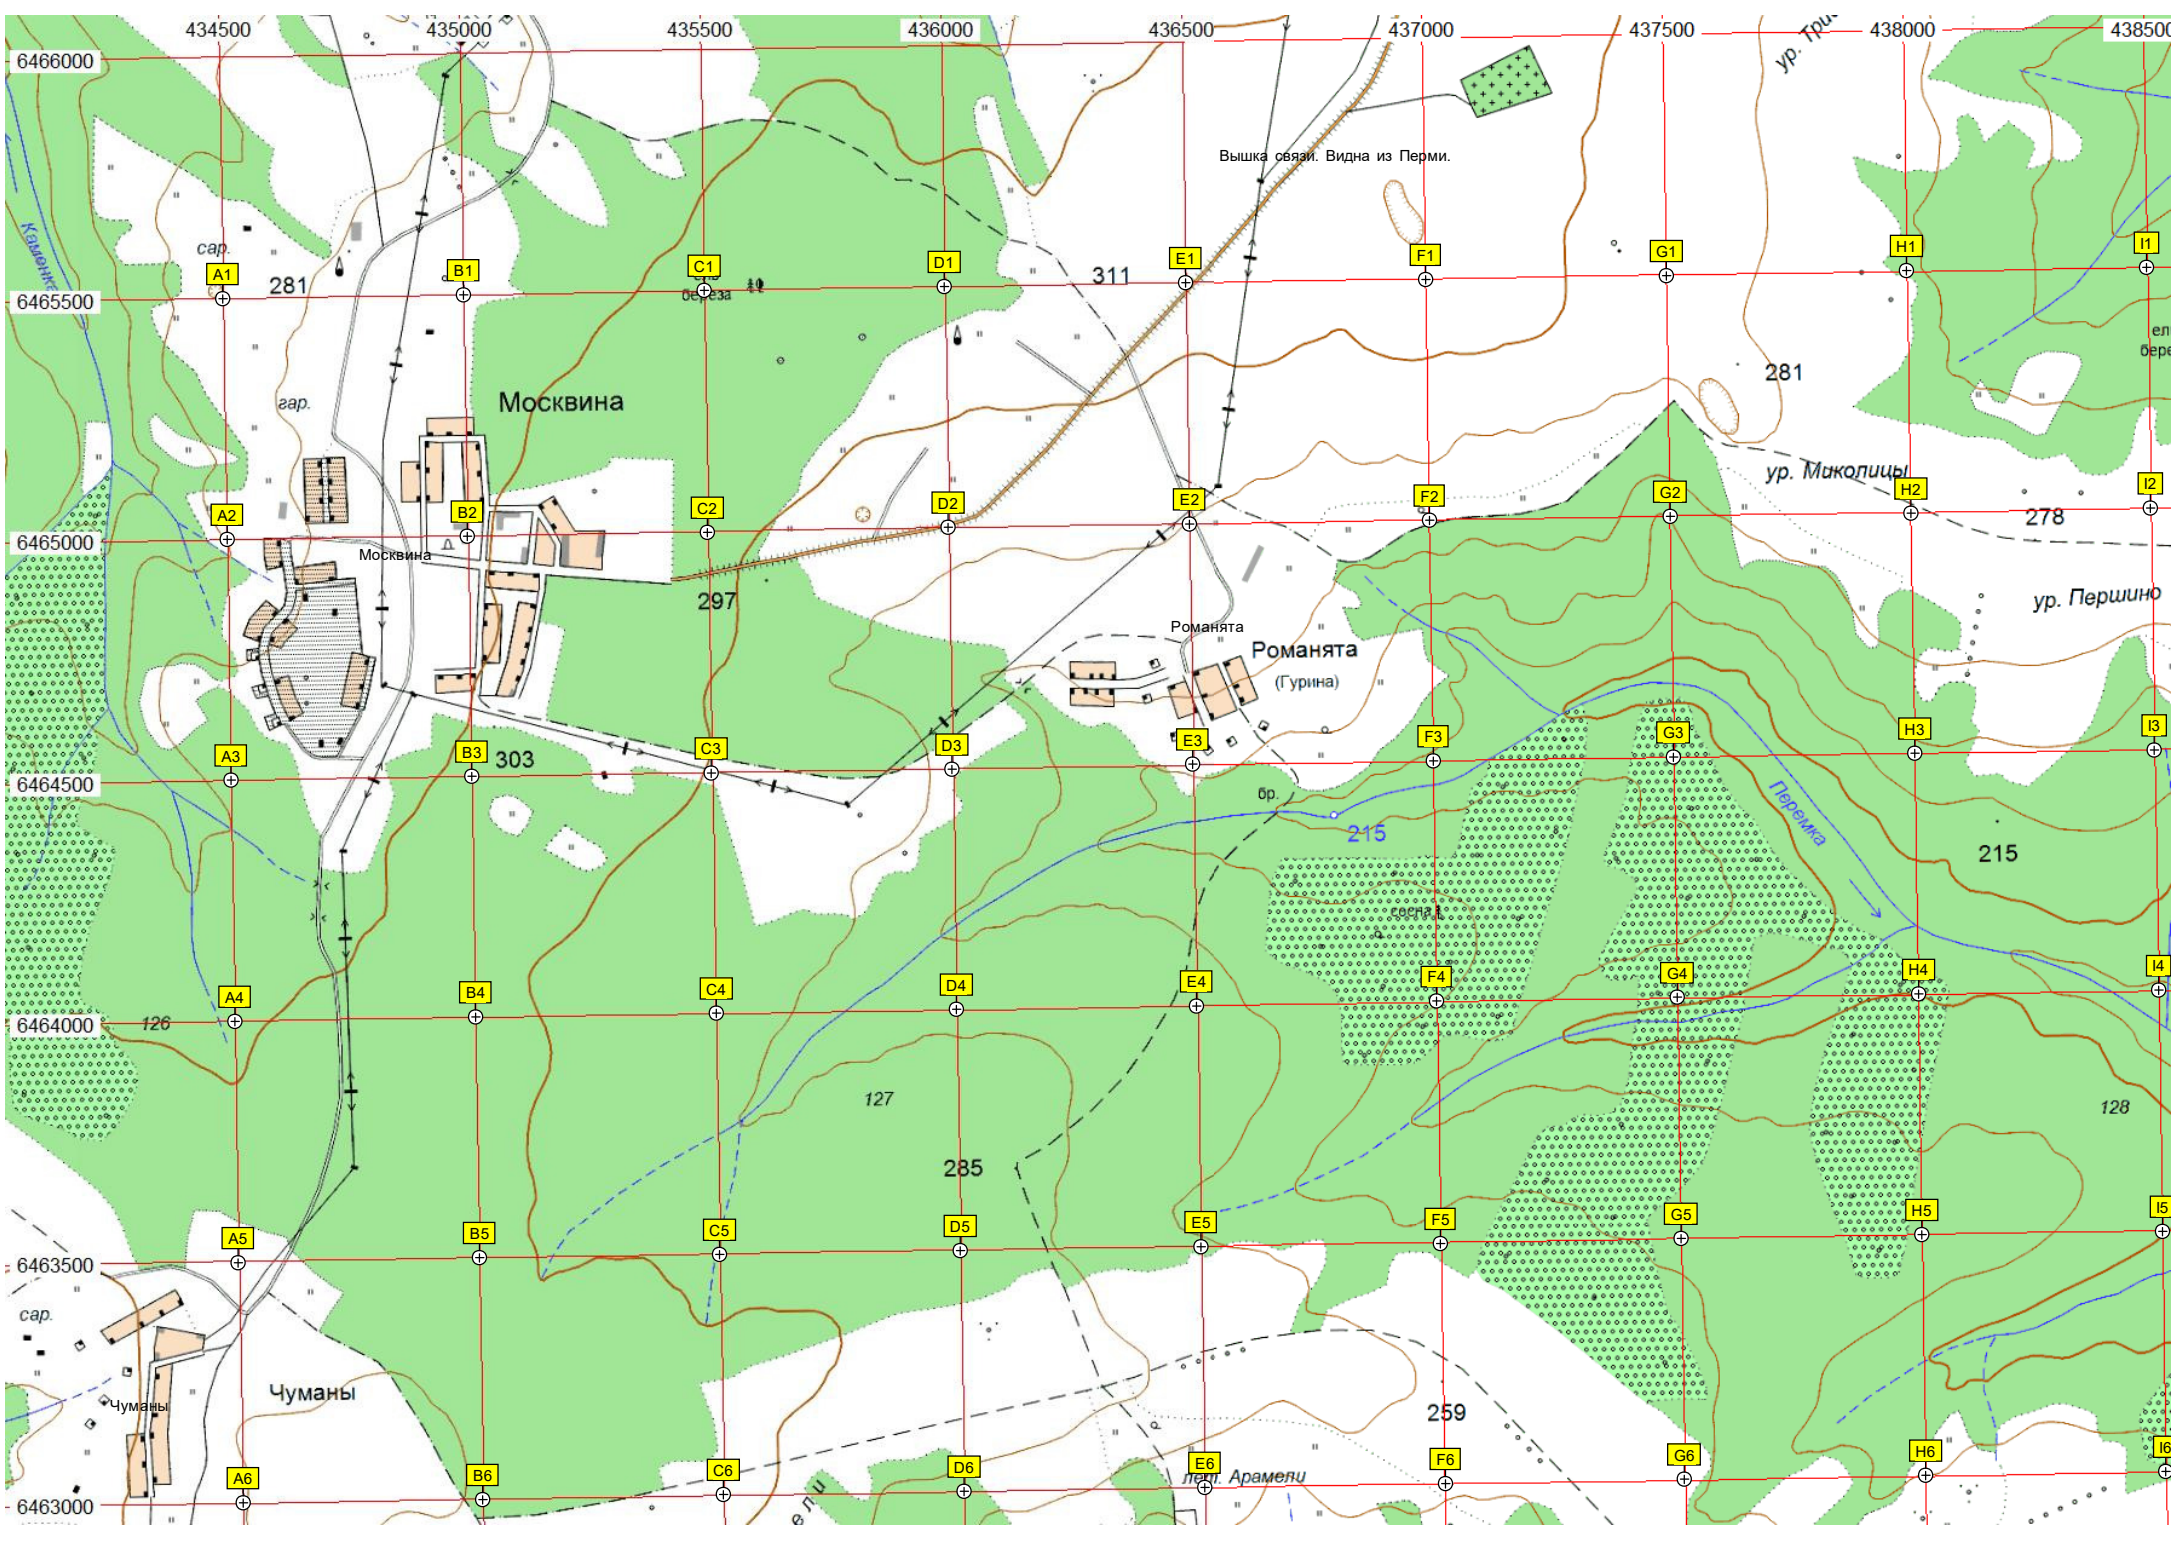 434500 435000 435500 436000 436500 437000 437500 438000 438500
6466000
Вышка связи. Видна из Перми.
Каменка
сар.
A1 B1 C1 D1 E1 F1 G1 H1 I1
281
311
береза
6465500
281
гар.
Москвина
ур. Миколицы
A2 B2 C2 D2 E2 F2 G2 H2 I2
278
6465000
Москвина
297
ур. Першино
Романята
Романята
(Гурина)
A3 B3 C3 D3 E3 F3 G3 H3 I3
303
6464500
бр.
215
Перемка
215
сосна
A4 B4 C4 D4 E4 F4 G4 H4 I4
6464000
126
127
128
285
A5 B5 C5 D5 E5 F5 G5 H5 I5
6463500
сар.
Чуманы
Чуманы
259
A6 B6 C6 D6 E6 F6 G6 H6 I6
лет. Арамели
6463000